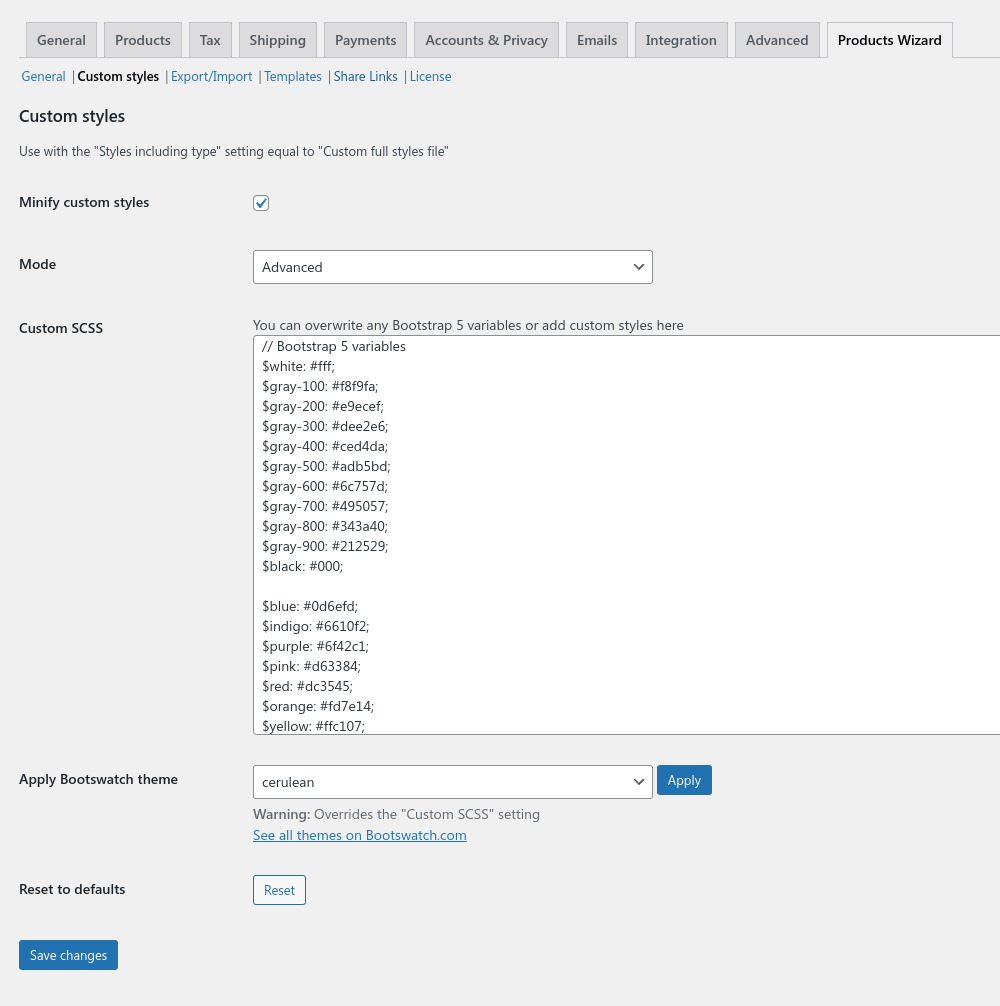 General Products Tax Shipping Payments Accounts & Privacy Emails Integration Advanced Products Wizard
General | Custom styles | Export/Import | Templates | Share Links | License
Custom styles
Use with the "Styles including type" setting equal to "Custom full styles file"
Minify custom styles
Mode Advanced
Custom SCSS You can overwrite any Bootstrap 5 variables or add custom styles here
// Bootstrap 5 variables
$white: #fff;
$gray-100: #f8f9fa;
$gray-200: #e9ecef;
$gray-300: #dee2e6;
$gray-400: #ced4da;
$gray-500: #adb5bd;
$gray-600: #6c757d;
$gray-700: #495057;
$gray-800: #343a40;
$gray-900: #212529;
$black: #000;
$blue: #0d6efd;
$indigo: #6610f2;
$purple: #6f42c1;
$pink: #d63384;
$red: #dc3545;
$orange: #fd7e14;
$yellow: #ffc107;
Apply Bootswatch theme cerulean Apply
Warning: Overrides the "Custom SCSS" setting
See all themes on Bootswatch.com
Reset to defaults Reset
Save changes